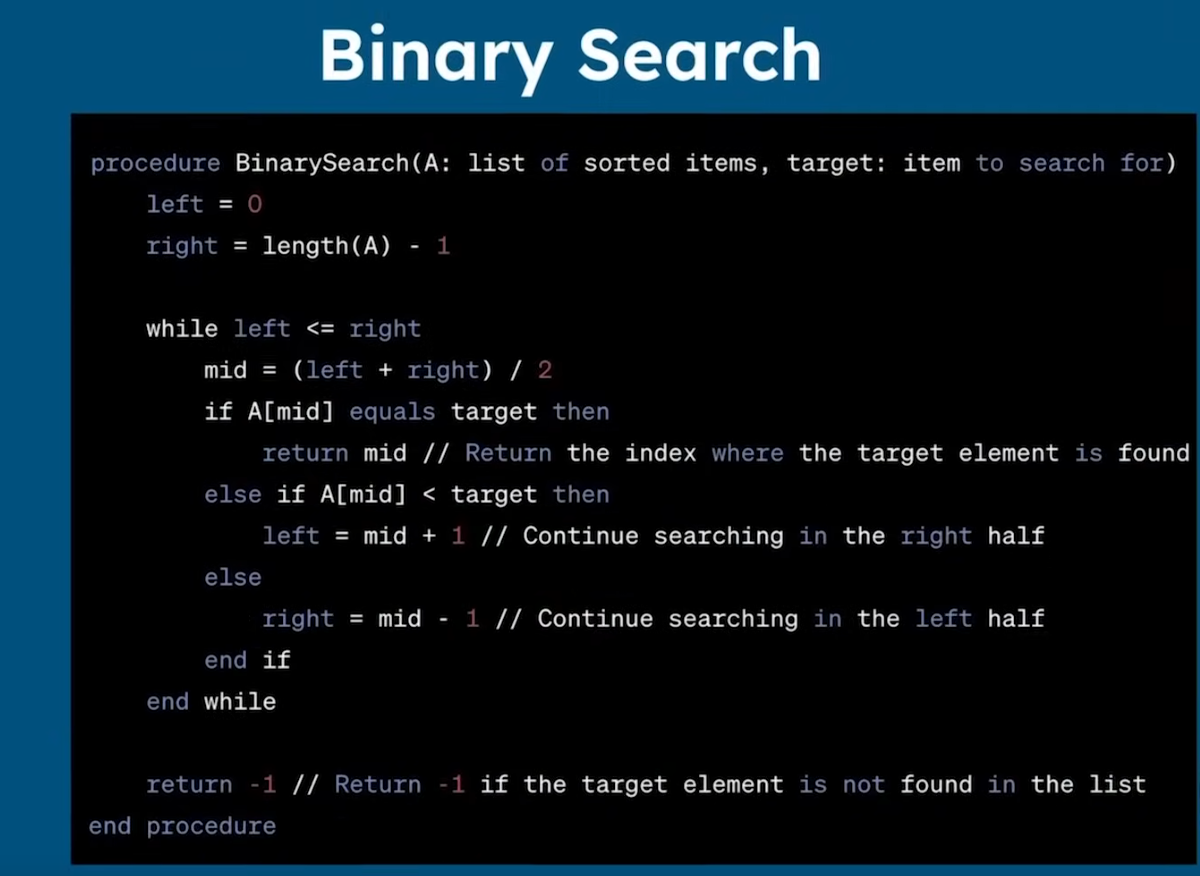 Binary Search
procedure BinarySearch(A: list of sorted items, target: item to search for)
left = 0
right = length(A) - 1
while left <= right
mid = (left + right) / 2
if A[mid] equals target then
return mid // Return the index where the target element is found
else if A[mid] < target then
left = mid + 1 // Continue searching in the right half
else
right = mid - 1 // Continue searching in the left half
end if
end while
return -1 // Return -1 if the target element is not found in the list
end procedure